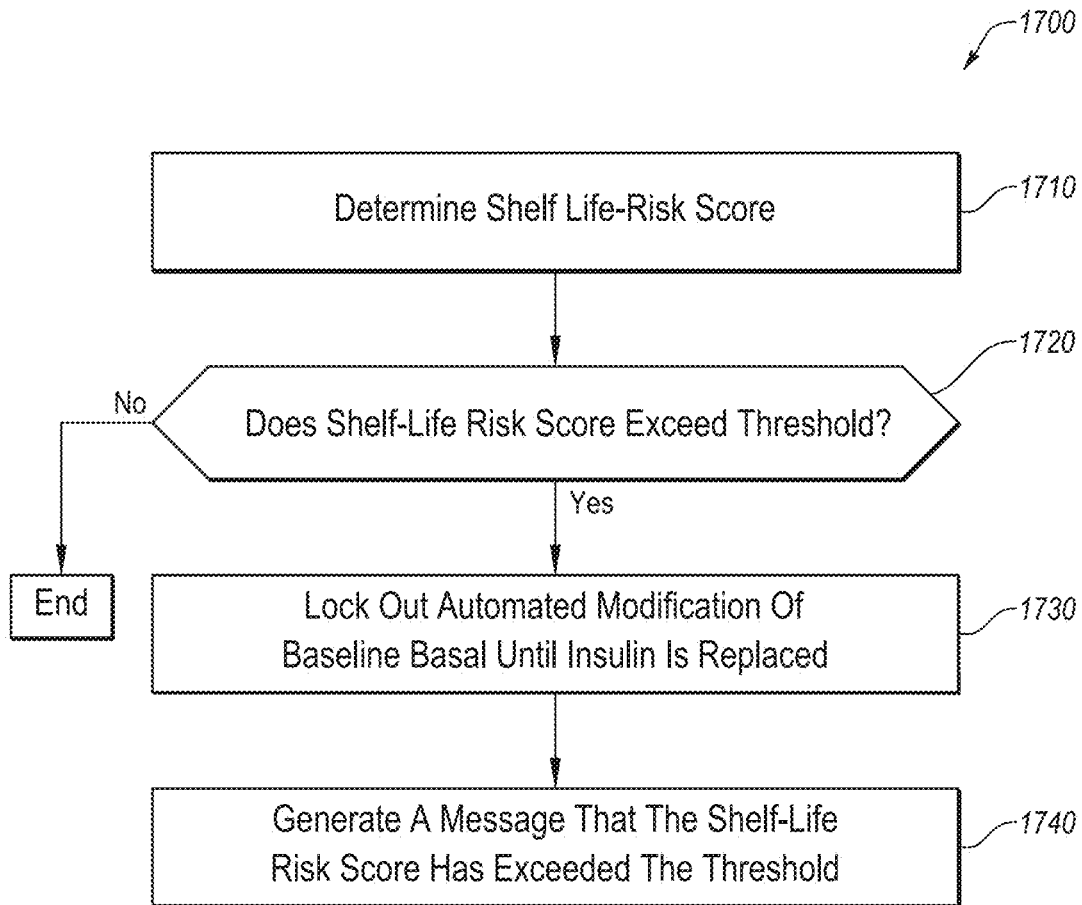 1700
Determine Shelf Life-Risk Score
1710
1720
No
Does Shelf-Life Risk Score Exceed Threshold?
Yes
End
Lock Out Automated Modification Of
Baseline Basal Until Insulin Is Replaced
1730
Generate A Message That The Shelf-Life
Risk Score Has Exceeded The Threshold
1740